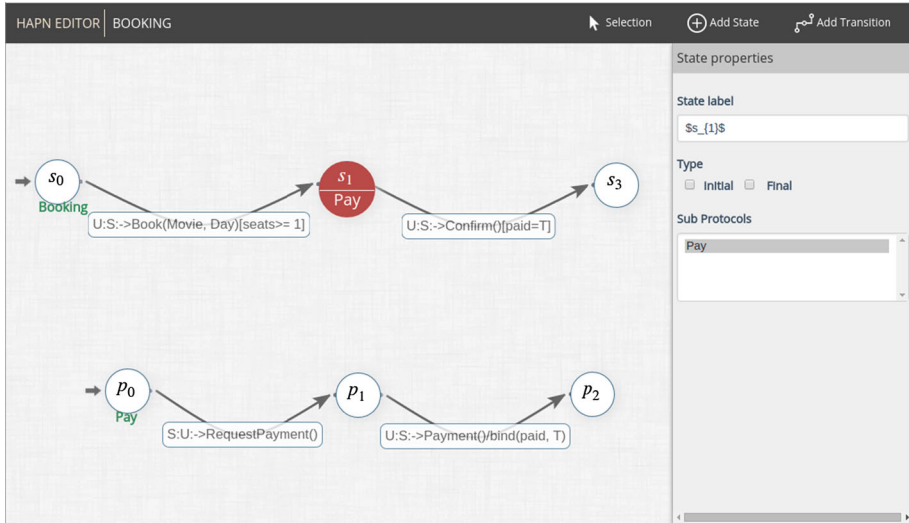 HAPN EDITOR BOOKING Selection Add State Add Transition
State properties
State label
$s_{1}$
Type
Initial Final
Sub Protocols
Pay
s0
Booking
U:S:->Book(Movie, Day)[seats>= 1]
s1
Pay
U:S:->Confirm()[paid=T]
s3
p0
Pay
S:U:->RequestPayment()
p1
U:S:->Payment()/bind(paid, T)
p2